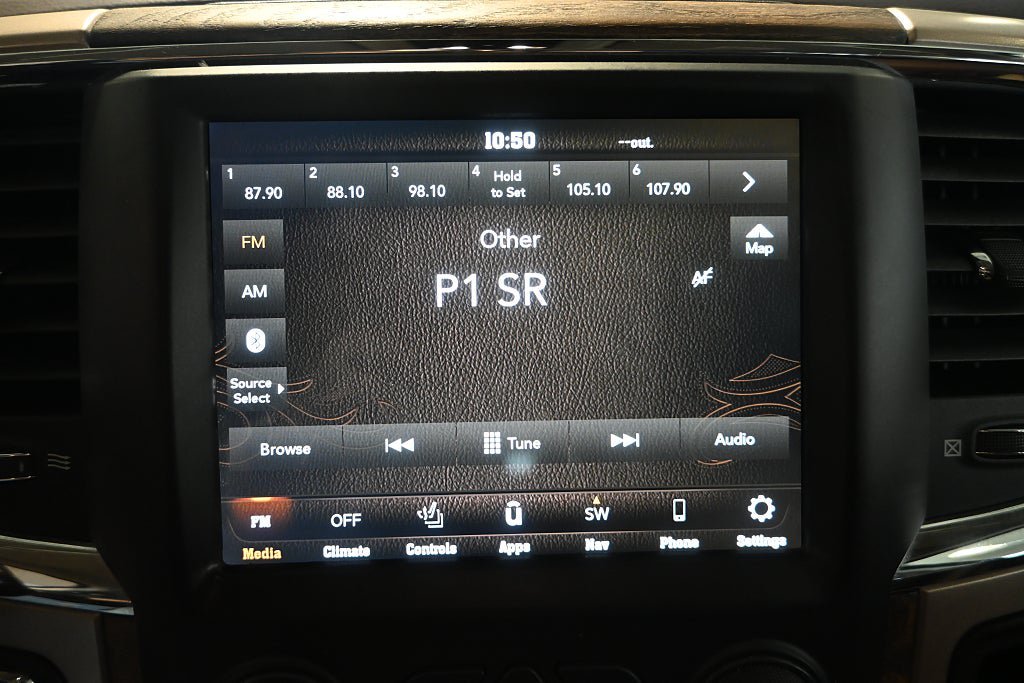 10:50 --out.
1 87.90 2 88.10 3 98.10 4 Hold to Set 5 105.10 6 107.90
FM Other Map
P1 SR AF
AM
Source
Select
Browse Tune Audio
FM OFF SW
Media Climate Controls Apps Nav Phone Settings